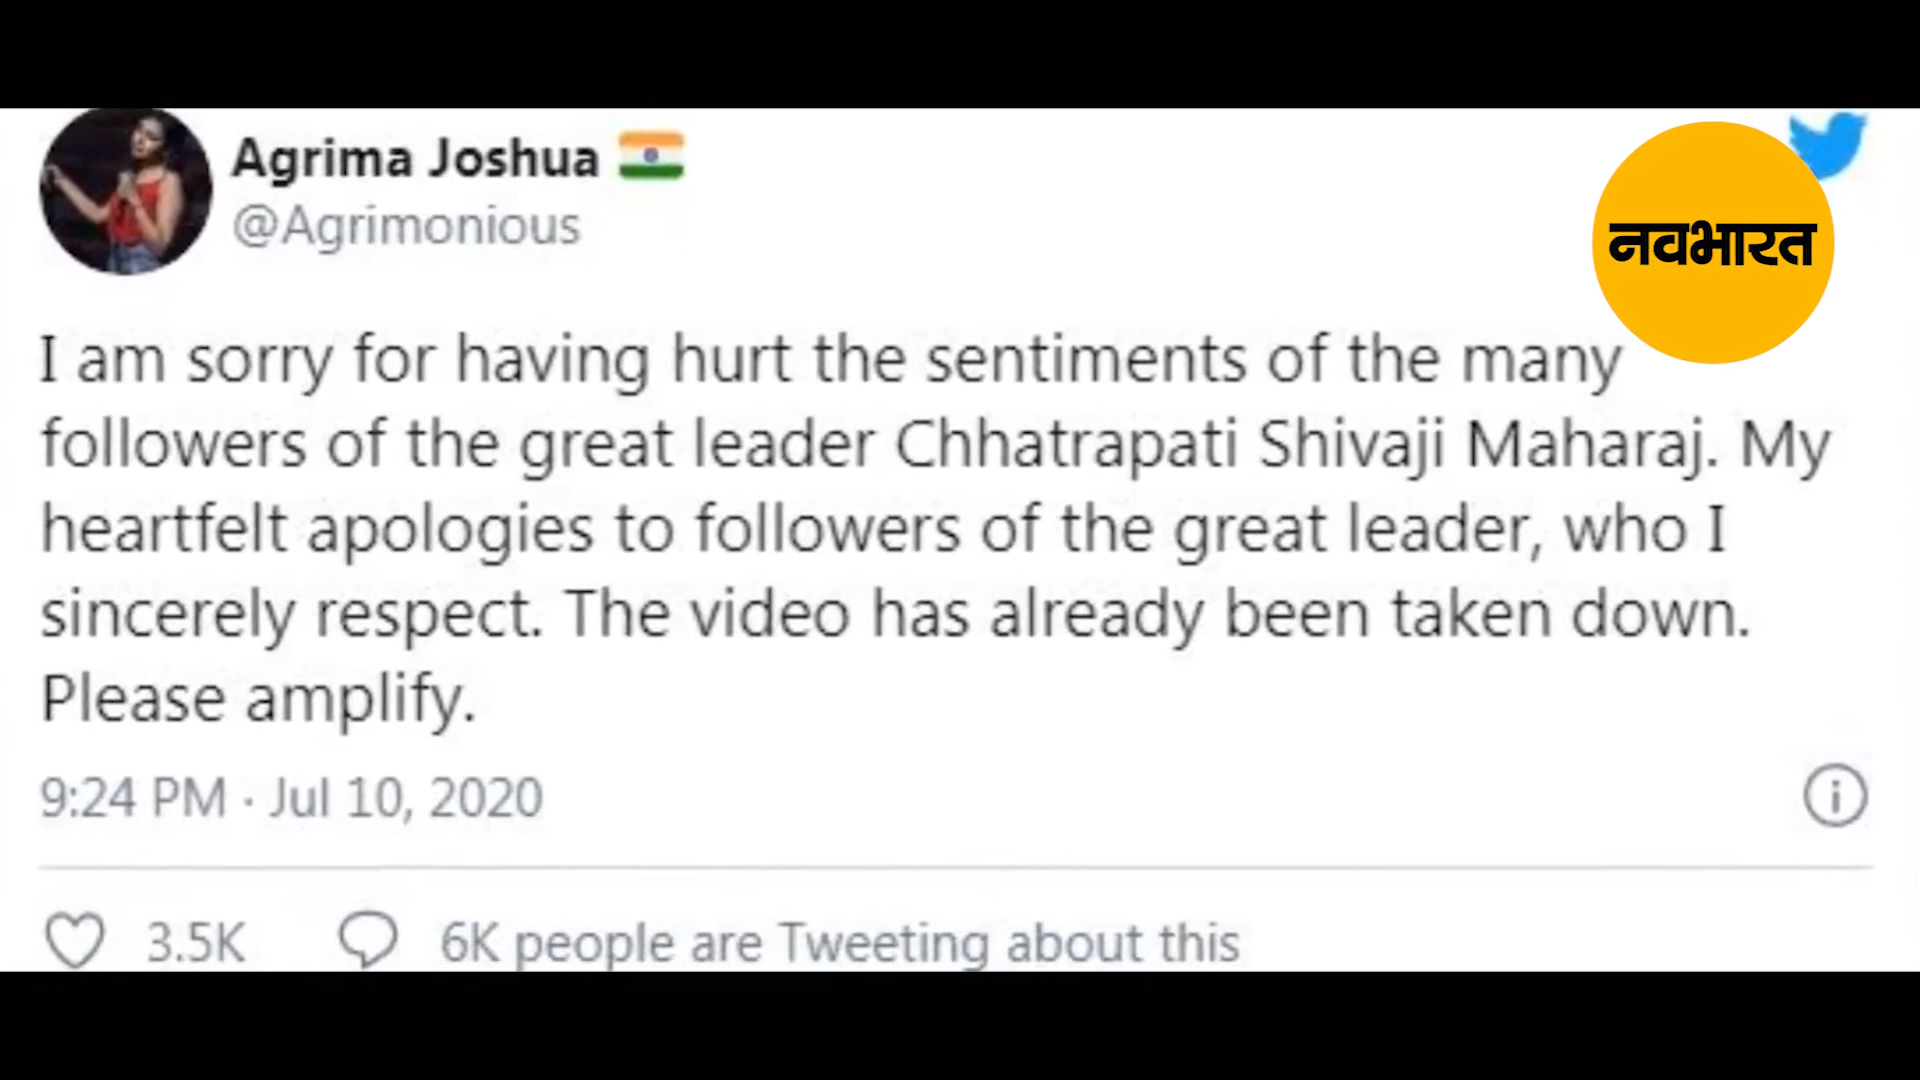 Agrima Joshua
@Agrimonious
नवभारत
I am sorry for having hurt the sentiments of the many
followers of the great leader Chhatrapati Shivaji Maharaj. My
heartfelt apologies to followers of the great leader, who I
sincerely respect. The video has already been taken down.
Please amplify.
9:24 PM · Jul 10, 2020
3.5K 6K people are Tweeting about this